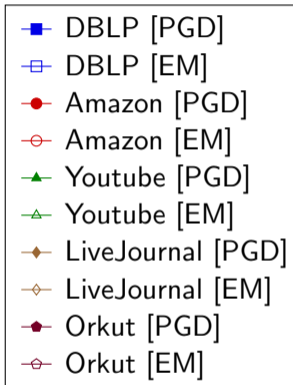 DBLP [PGD]
DBLP [EM]
Amazon [PGD]
Amazon [EM]
Youtube [PGD]
Youtube [EM]
LiveJournal [PGD]
LiveJournal [EM]
Orkut [PGD]
Orkut [EM]